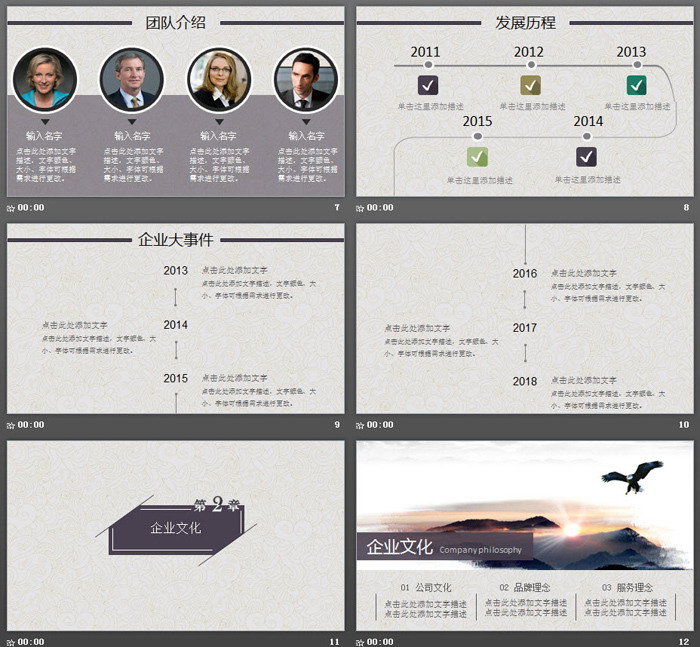 团队介绍
输入名字 输入名字 输入名字 输入名字
点击此处添加文字 点击此处添加文字 点击此处添加文字 点击此处添加文字
描述，文字颜色、 描述，文字颜色、 描述，文字颜色、 描述，文字颜色、
大小、字体可根据 大小、字体可根据 大小、字体可根据 大小、字体可根据
需求进行更改。 需求进行更改。 需求进行更改。 需求进行更改。
00:00 7
发展历程
2011 2012 2013
单击这里添加描述 单击这里添加描述 单击这里添加描述
2015 2014
单击这里添加描述 单击这里添加描述
00:00 8
企业大事件
2013 点击此处添加文字
点击此处添加文字描述，文字颜色、大
小、字体可根据需求进行更改。
点击此处添加文字 2014
点击此处添加文字描述，文字颜色、大
小、字体可根据需求进行更改。
2015 点击此处添加文字
点击此处添加文字描述，文字颜色、大
小、字体可根据需求进行更改。
00:00 9
2016 点击此处添加文字
点击此处添加文字描述，文字颜色、大
小、字体可根据需求进行更改。
点击此处添加文字 2017
点击此处添加文字描述，文字颜色、大
小、字体可根据需求进行更改。
2018 点击此处添加文字
点击此处添加文字描述，文字颜色、大
小、字体可根据需求进行更改。
00:00 10
第2章
企业文化
00:00 11
企业文化 Company philosophy
01 公司文化 02 品牌理念 03 服务理念
点击此处添加文字描述 点击此处添加文字描述 点击此处添加文字描述
点击此处添加文字描述 点击此处添加文字描述 点击此处添加文字描述
00:00 12